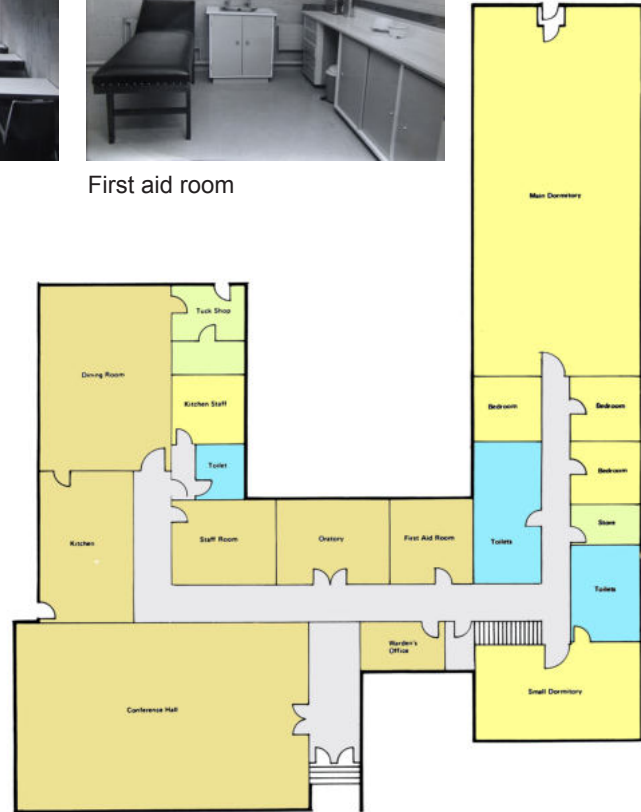 First aid room
Main Dormitory
Tuck Shop
Dining Room
Kitchen Staff
Bedroom
Bedroom
Toilet
Bedroom
Kitchen
Staff Room
Oratory
First Aid Room
Toilets
Store
Toilets
Warden's
Office
Conference Hall
Small Dormitory